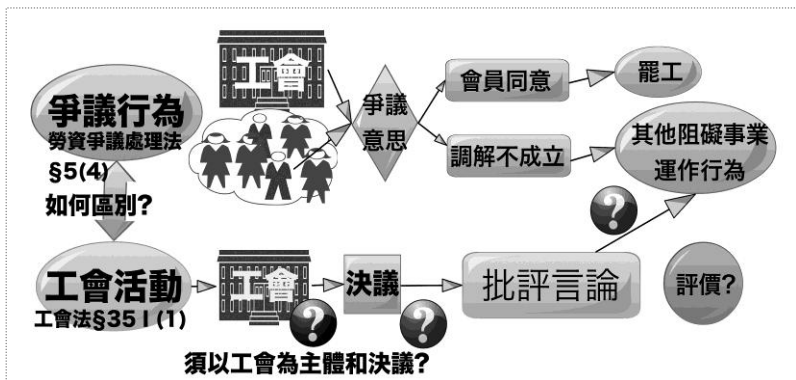 工會
爭議行為
勞資爭議處理法
§5(4)
如何區別?
爭議
意思
會員同意
罷工
調解不成立
其他阻礙事業
運作行為
?
工會活動
工會法§35 I (1)
工會
?
決議
?
批評言論
評價?
須以工會為主體和決議?